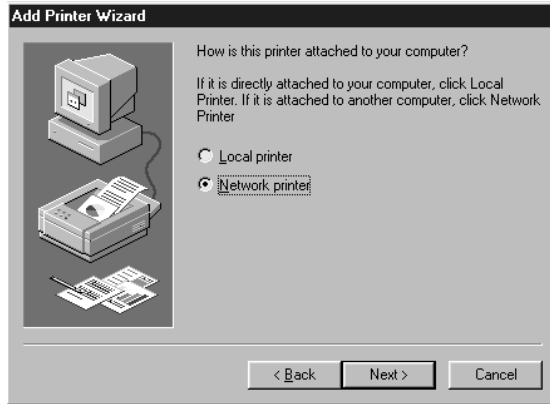 Add Printer Wizard
How is this printer attached to your computer?
If it is directly attached to your computer, click Local
Printer. If it is attached to another computer, click Network
Printer
Local printer
Network printer
< Back
Next >
Cancel